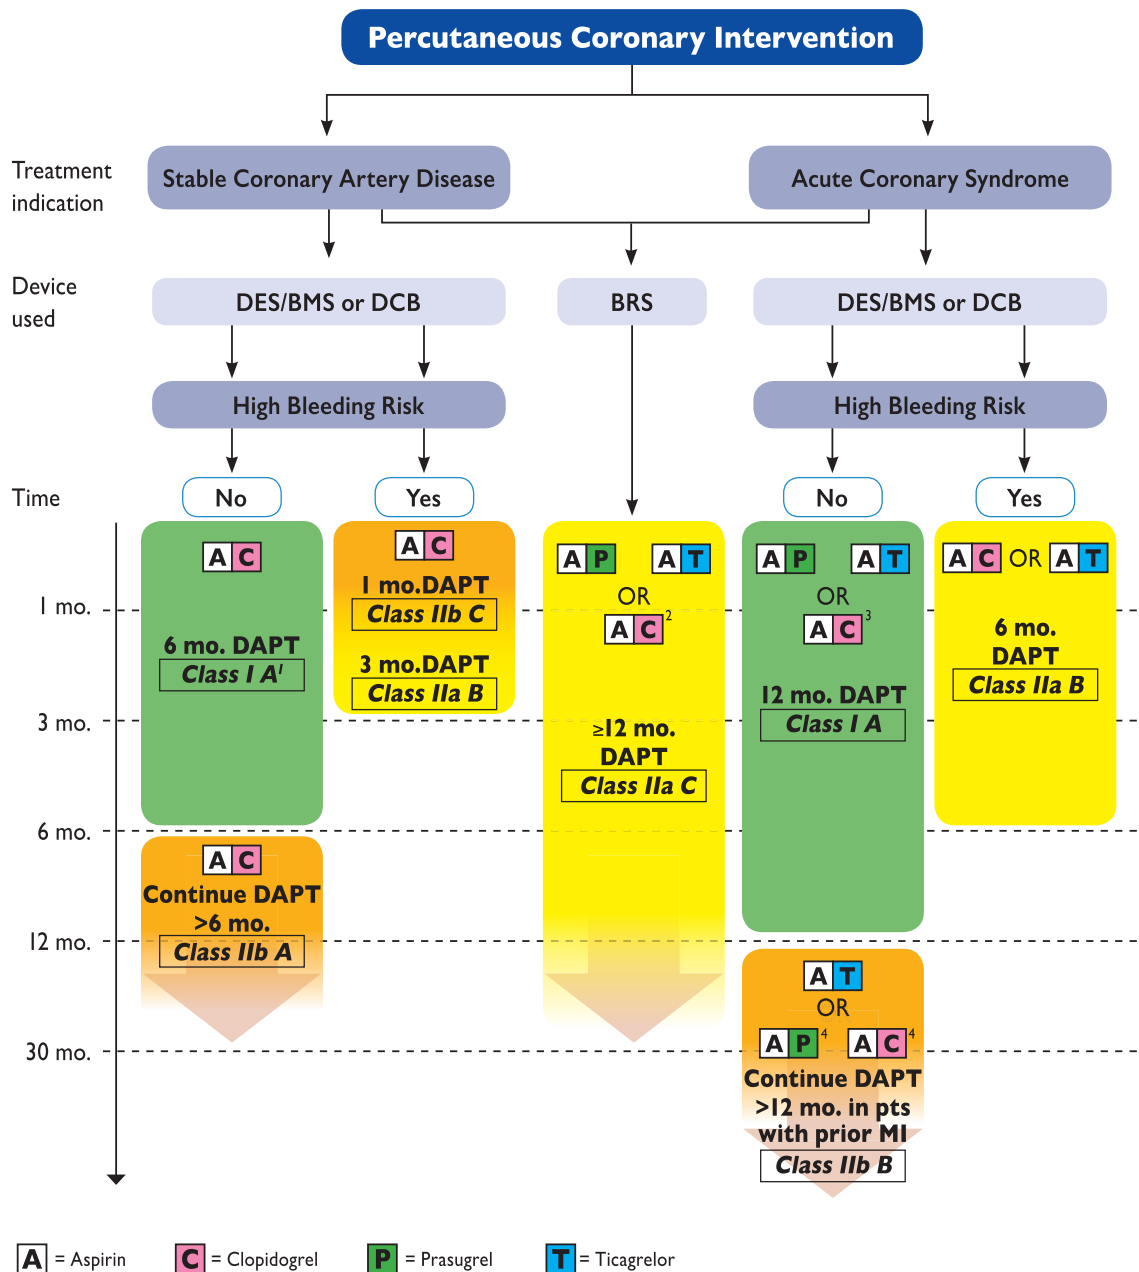 Percutaneous Coronary Intervention
Treatment
indication
Stable Coronary Artery Disease
Acute Coronary Syndrome
Device
used
DES/BMS or DCB
BRS
DES/BMS or DCB
High Bleeding Risk
High Bleeding Risk
Time
No
Yes
No
Yes
A C
6 mo. DAPT
Class I A¹
A C
1 mo.DAPT
Class IIb C
3 mo.DAPT
Class IIa B
A P A T
OR
A C ²
≥12 mo.
DAPT
Class IIa C
A P A T
OR
A C ³
12 mo. DAPT
Class I A
A C OR A T
6 mo.
DAPT
Class IIa B
1 mo.
3 mo.
6 mo.
12 mo.
30 mo.
A C
Continue DAPT
>6 mo.
Class IIb A
A T
OR
A P ⁴ A C ⁴
Continue DAPT
>12 mo. in pts
with prior MI
Class IIb B
A = Aspirin
C = Clopidogrel
P = Prasugrel
T = Ticagrelor